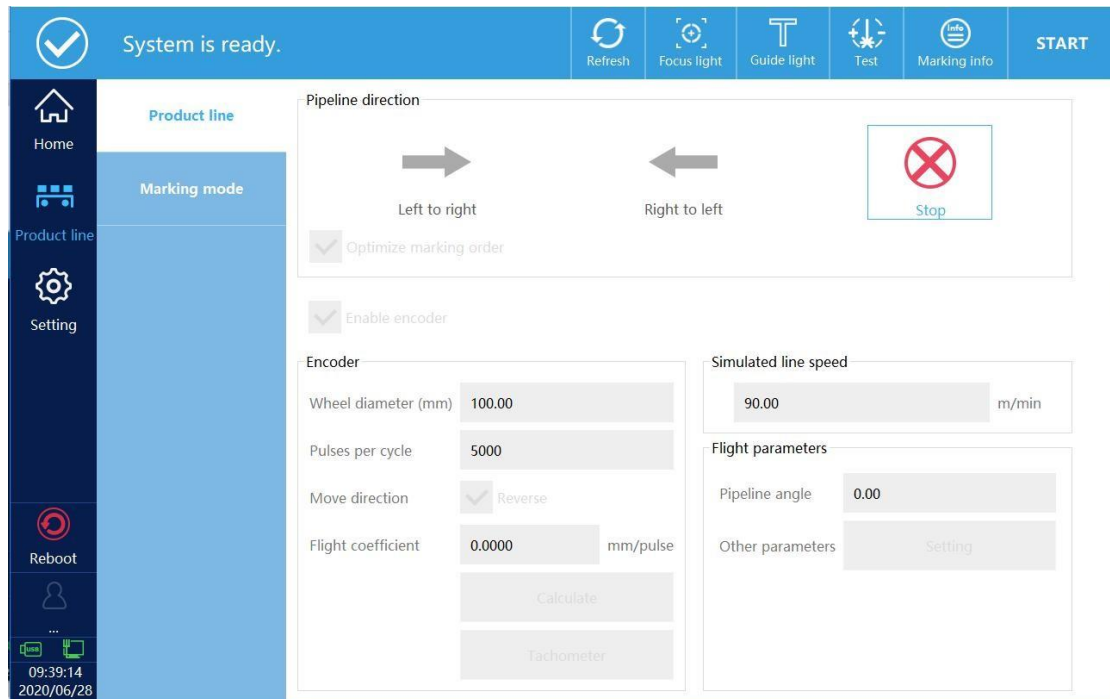 System is ready.
Refresh
Focus light
Guide light
Test
Info
Marking info
START
Home
Product line
Setting
Reboot
...
USB
09:39:14
2020/06/28
Product line
Marking mode
Pipeline direction
Left to right
Right to left
Stop
Optimize marking order
Enable encoder
Encoder
Wheel diameter (mm) 100.00
Pulses per cycle 5000
Move direction Reverse
Flight coefficient 0.0000 mm/pulse
Calculate
Tachometer
Simulated line speed
90.00 m/min
Flight parameters
Pipeline angle 0.00
Other parameters Setting